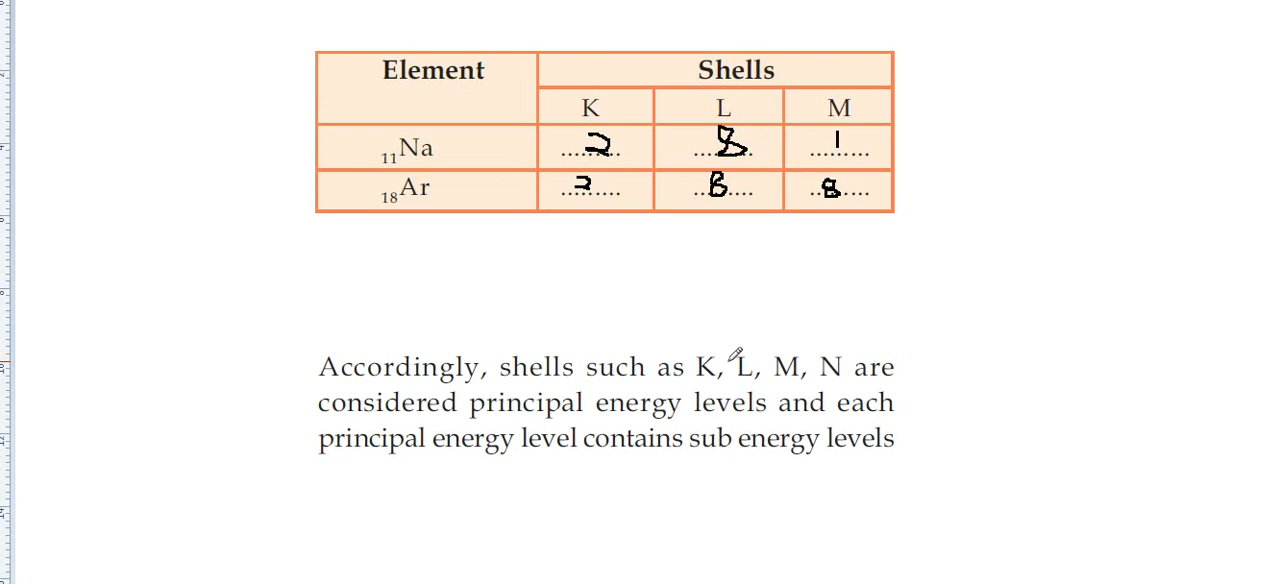 Element Shells
K L M
₁₁Na 2 8 1
₁₈Ar 2 8 8
Accordingly, shells such as K, L, M, N are
considered principal energy levels and each
principal energy level contains sub energy levels